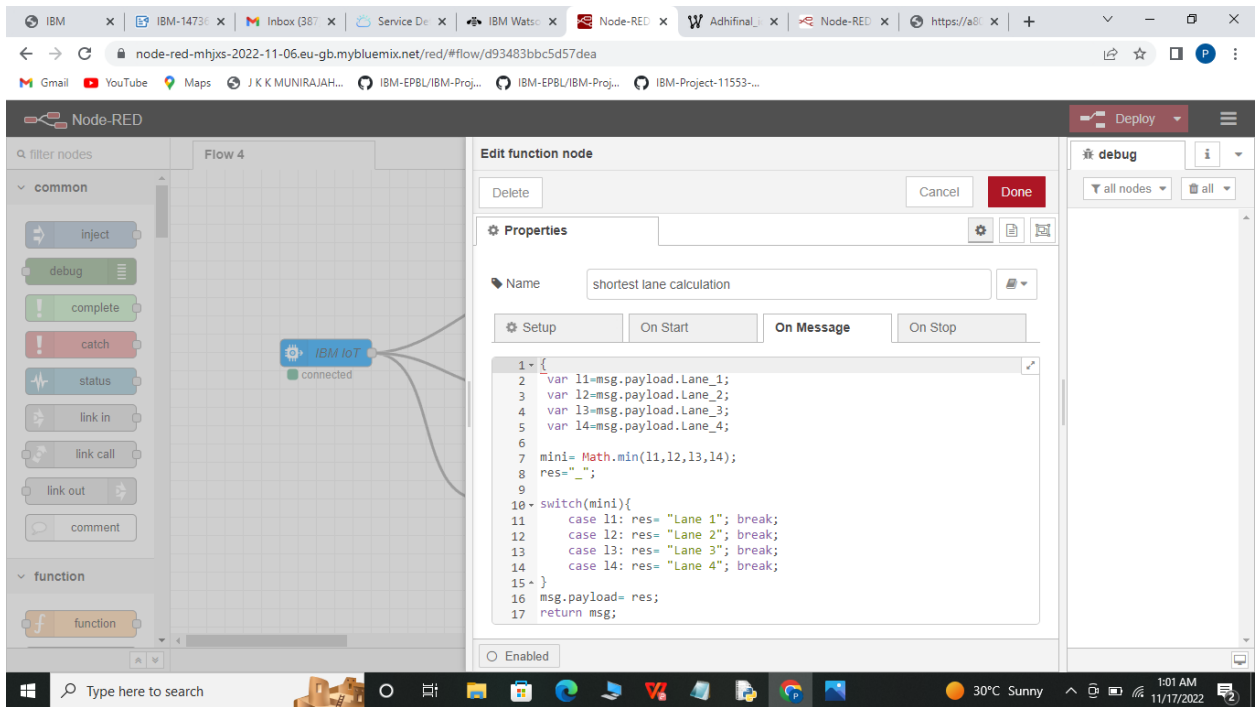 IBM
IBM-1473
Inbox (387
Service De
IBM Watso
Node-RED
Adhifinal_
Node-RED
https://a80
node-red-mhjxs-2022-11-06.eu-gb.mybluemix.net/red/#flow/d93483bbc5d57dea
P
Gmail
YouTube
Maps
J K K MUNIRAJAH...
IBM-EPBL/IBM-Proj...
IBM-EPBL/IBM-Proj...
IBM-Project-11553-...
Node-RED
Deploy
filter nodes
Flow 4
Edit function node
debug
i
common
Delete
Cancel
Done
all nodes
all
inject
Properties
debug
Name
shortest lane calculation
complete
Setup
On Start
On Message
On Stop
catch
IBM IoT
connected
status
link in
link call
link out
comment
function
function
1 {
2 var l1=msg.payload.Lane_1;
3 var l2=msg.payload.Lane_2;
4 var l3=msg.payload.Lane_3;
5 var l4=msg.payload.Lane_4;
6
7 mini= Math.min(l1,l2,l3,l4);
8 res="_";
9
10 switch(mini){
11 case l1: res= "Lane 1"; break;
12 case l2: res= "Lane 2"; break;
13 case l3: res= "Lane 3"; break;
14 case l4: res= "Lane 4"; break;
15 }
16 msg.payload= res;
17 return msg;
Enabled
Type here to search
30°C Sunny
1:01 AM
11/17/2022
2